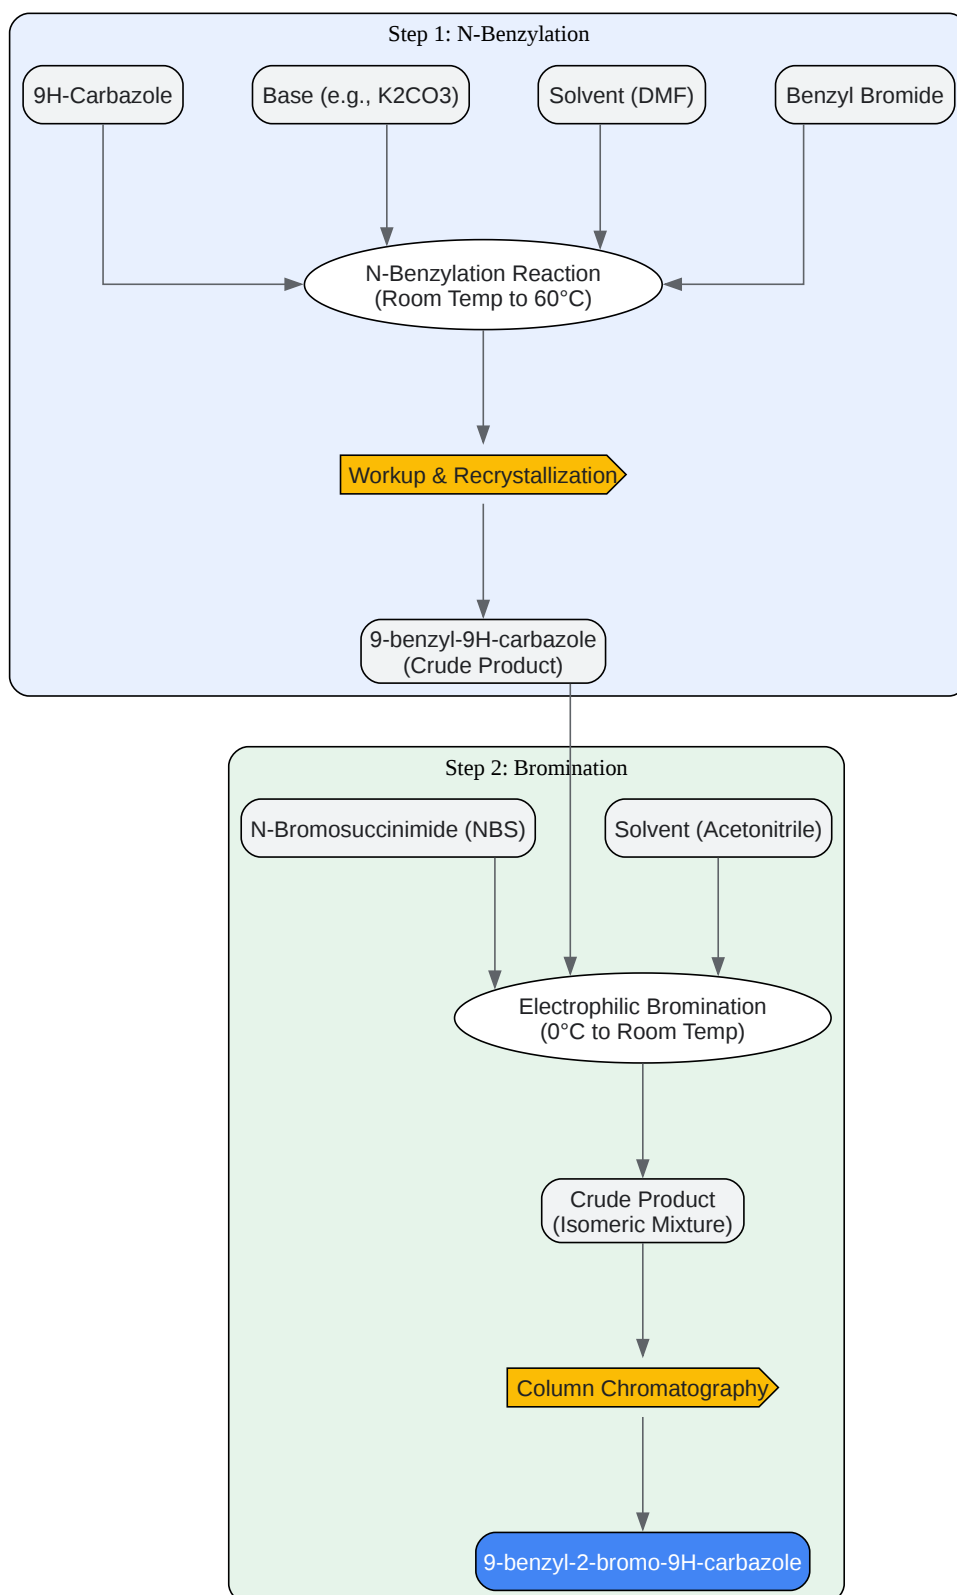 Step 1: N-Benzylation
9H-Carbazole
Base (e.g., K2CO3)
Solvent (DMF)
Benzyl Bromide
N-Benzylation Reaction
(Room Temp to 60°C)
Workup & Recrystallization
9-benzyl-9H-carbazole
(Crude Product)
Step 2: Bromination
N-Bromosuccinimide (NBS)
Solvent (Acetonitrile)
Electrophilic Bromination
(0°C to Room Temp)
Crude Product
(Isomeric Mixture)
Column Chromatography
9-benzyl-2-bromo-9H-carbazole